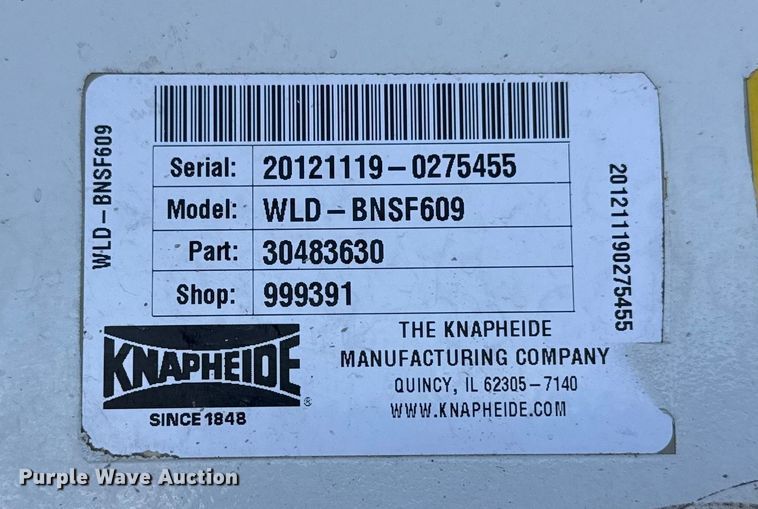 WLD-BNSF609
Serial: 20121119-0275455
Model: WLD-BNSF609
Part: 30483630
Shop: 999391
201211190275455
KNAPHEIDE®
SINCE 1848
THE KNAPHEIDE
MANUFACTURING COMPANY
QUINCY, IL 62305-7140
WWW.KNAPHEIDE.COM
Purple Wave Auction